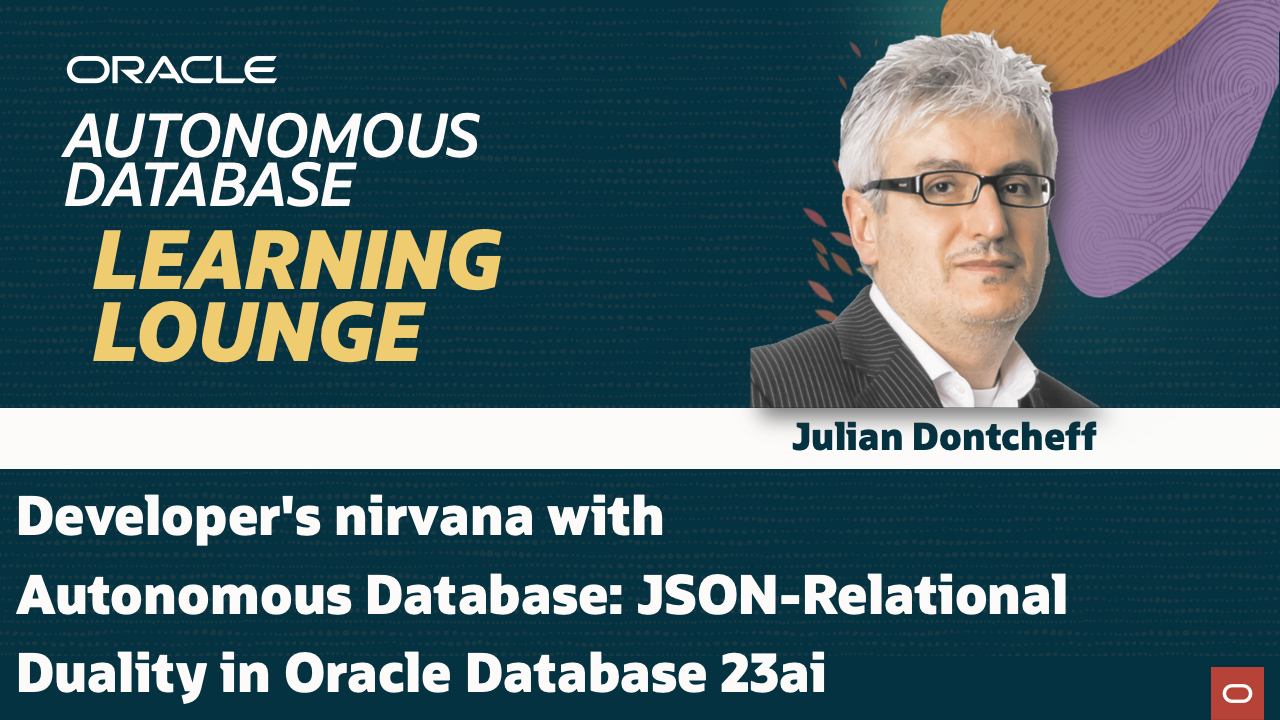 ORACLE
AUTONOMOUS
DATABASE
LEARNING
LOUNGE
Julian Dontcheff
Developer's nirvana with
Autonomous Database: JSON-Relational
Duality in Oracle Database 23ai